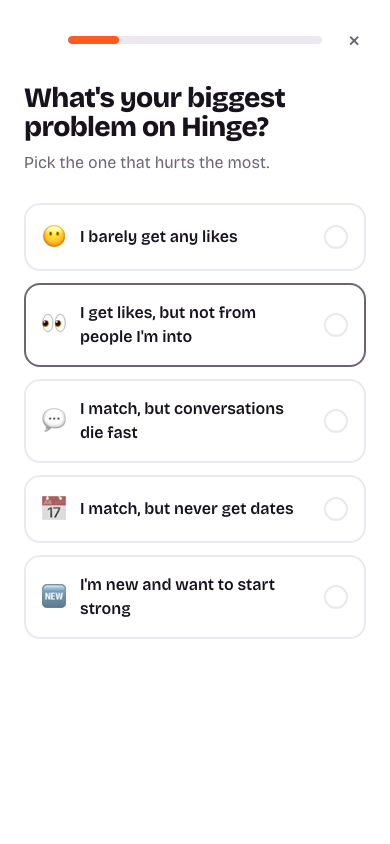 What's your biggest
problem on Hinge?
Pick the one that hurts the most.
I barely get any likes
I get likes, but not from
people I'm into
I match, but conversations
die fast
17
I match, but never get dates
NEW
I'm new and want to start
strong